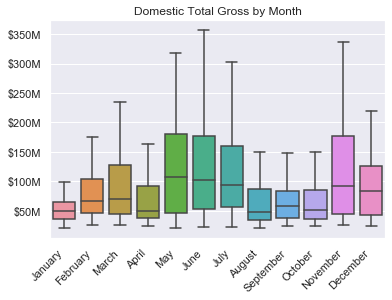 Domestic Total Gross by Month
$350M
$300M
$250M
$200M
$150M
$100M
$50M
January
February
March
April
May
June
July
August
September
October
November
December